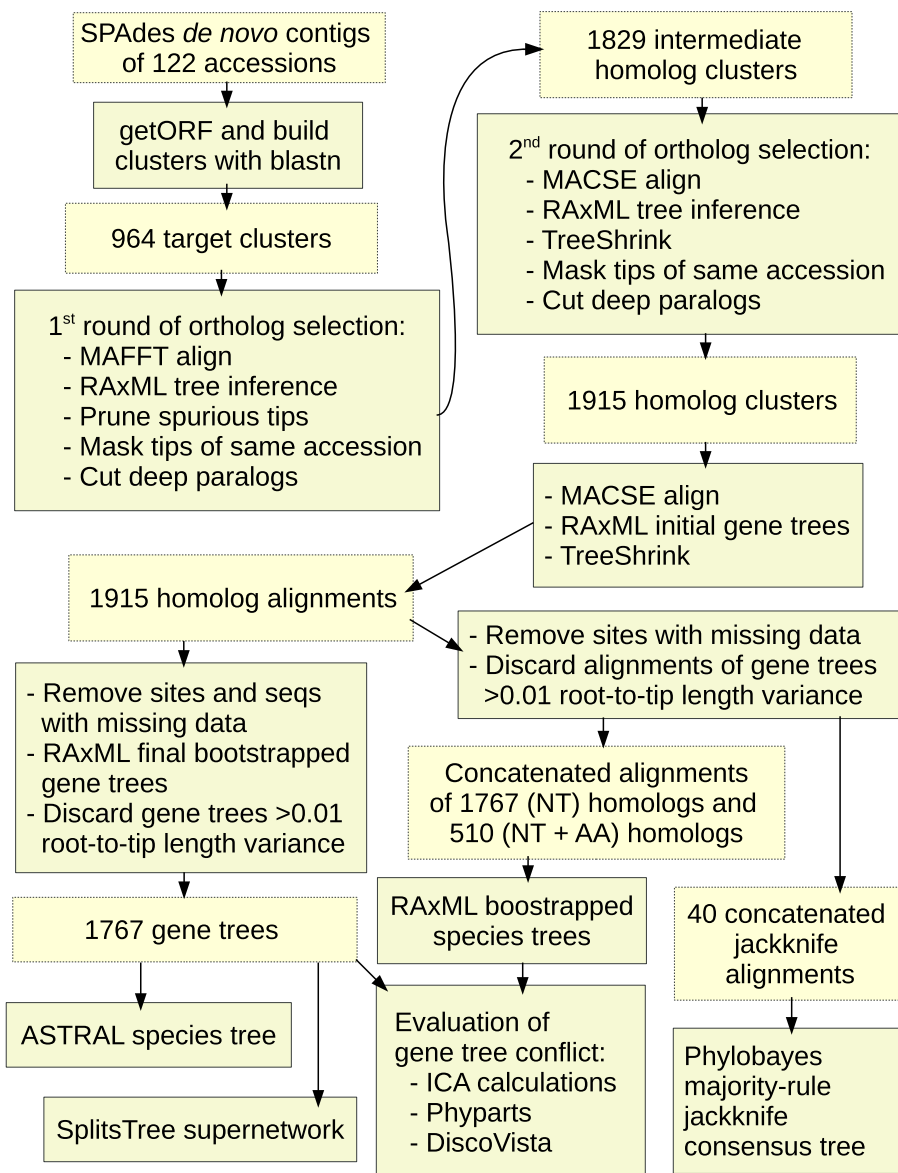 SPAdes de novo contigs
of 122 accessions
getORF and build
clusters with blastn
964 target clusters
1st round of ortholog selection:
- MAFFT align
- RAxML tree inference
- Prune spurious tips
- Mask tips of same accession
- Cut deep paralogs
1829 intermediate
homolog clusters
2nd round of ortholog selection:
- MACSE align
- RAxML tree inference
- TreeShrink
- Mask tips of same accession
- Cut deep paralogs
1915 homolog clusters
- MACSE align
- RAxML initial gene trees
- TreeShrink
1915 homolog alignments
- Remove sites and seqs
with missing data
- RAxML final bootstrapped
gene trees
- Discard gene trees >0.01
root-to-tip length variance
1767 gene trees
ASTRAL species tree
SplitsTree supernetwork
- Remove sites with missing data
- Discard alignments of gene trees
>0.01 root-to-tip length variance
Concatenated alignments
of 1767 (NT) homologs and
510 (NT + AA) homologs
RAxML boostrapped
species trees
Evaluation of
gene tree conflict:
- ICA calculations
- Phyparts
- DiscoVista
40 concatenated
jackknife
alignments
Phylobayes
majority-rule
jackknife
consensus tree